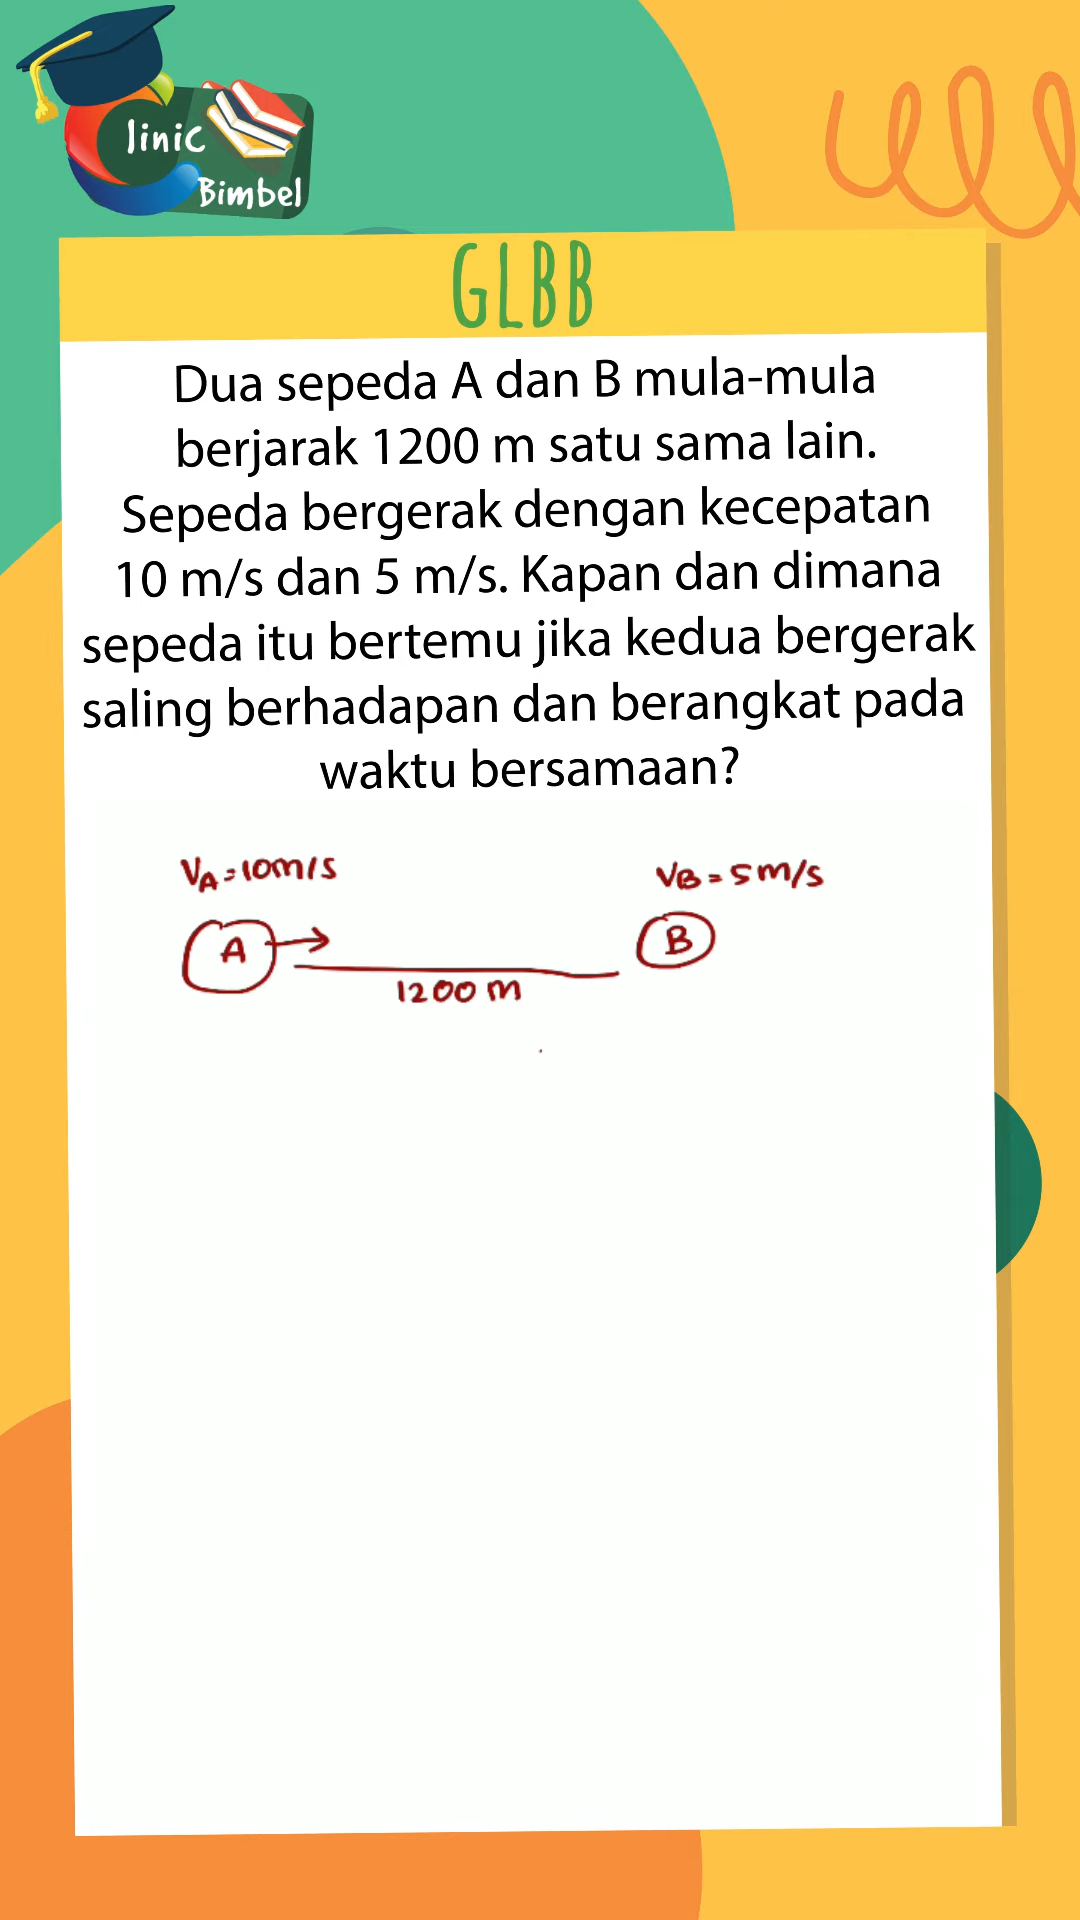 linic
Bimbel
GLBB
Dua sepeda A dan B mula-mula
berjarak 1200 m satu sama lain.
Sepeda bergerak dengan kecepatan
10 m/s dan 5 m/s. Kapan dan dimana
sepeda itu bertemu jika kedua bergerak
saling berhadapan dan berangkat pada
waktu bersamaan?
VA = 10 m/s
VB = 5 m/s
A
B
1200 m